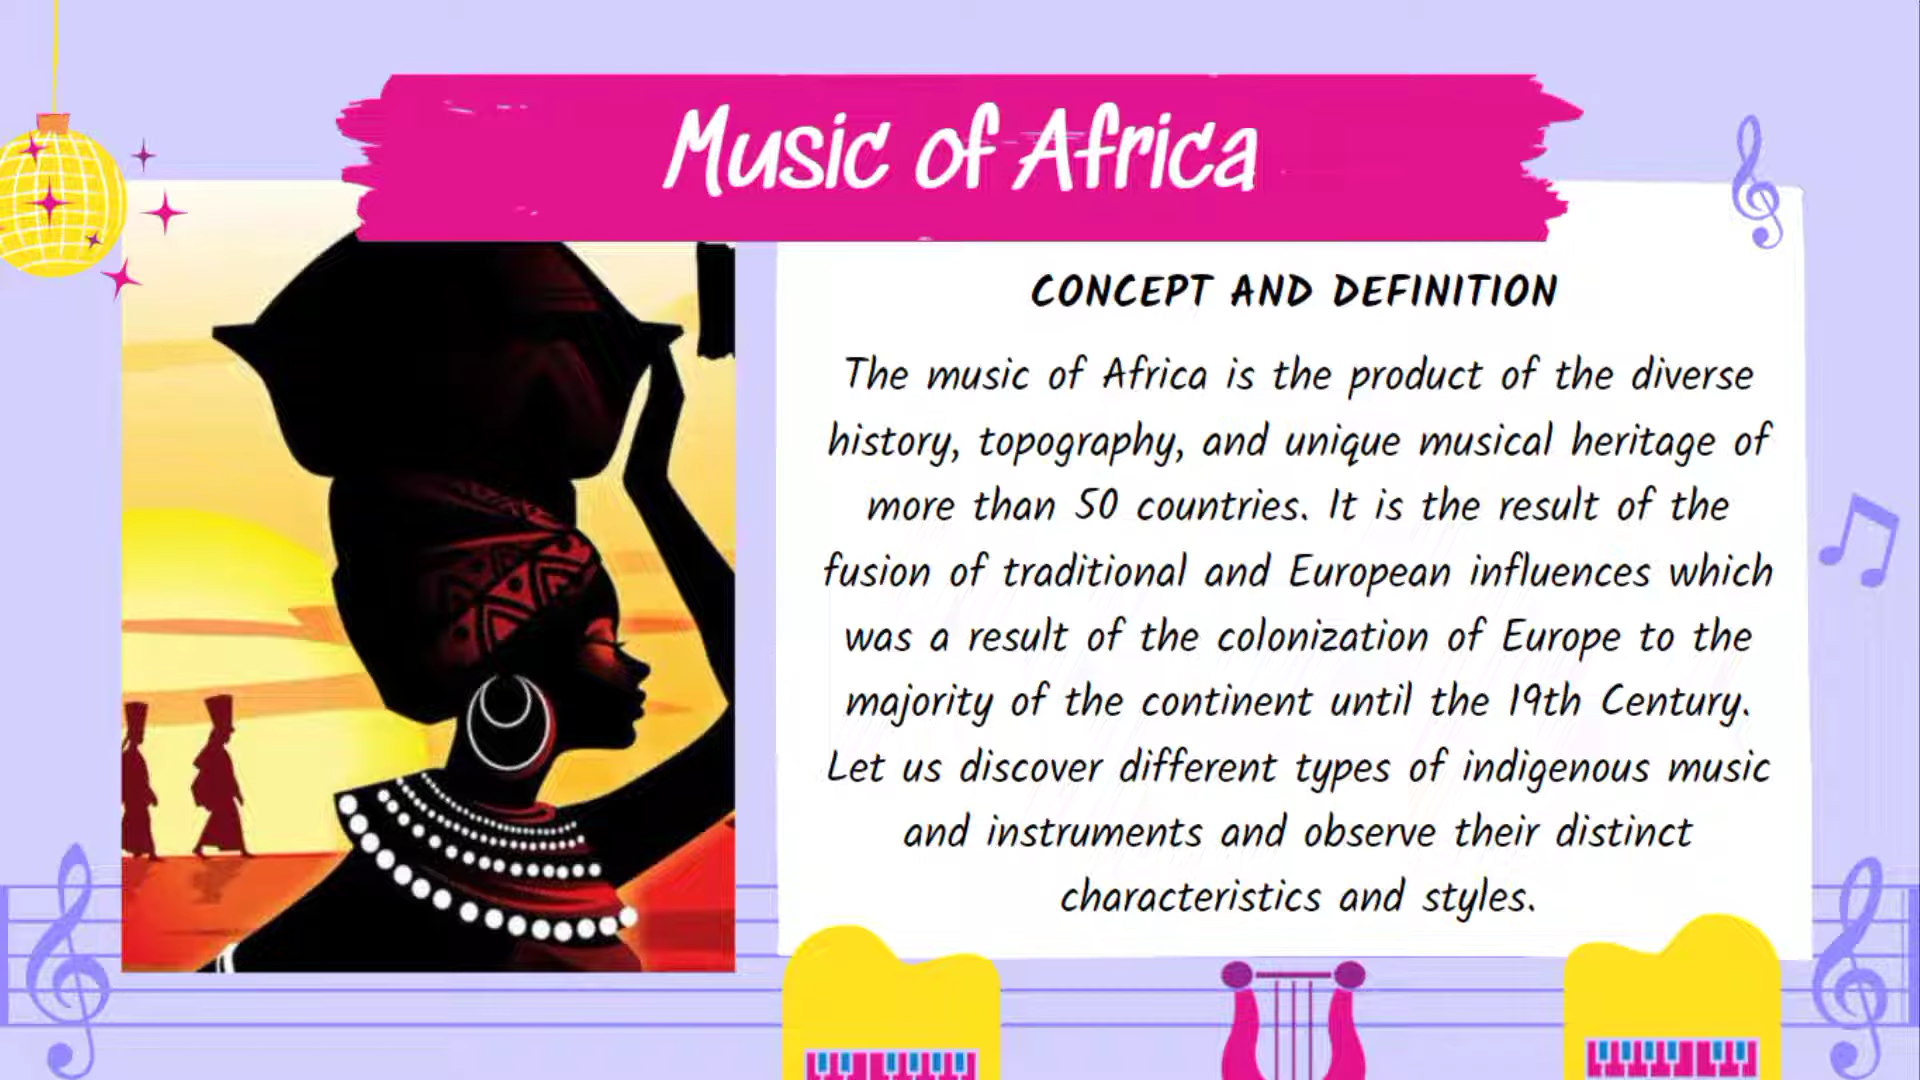 Music of Africa
CONCEPT AND DEFINITION
The music of Africa is the product of the diverse
history, topography, and unique musical heritage of
more than 50 countries. It is the result of the
fusion of traditional and European influences which
was a result of the colonization of Europe to the
majority of the continent until the 19th Century.
Let us discover different types of indigenous music
and instruments and observe their distinct
characteristics and styles.